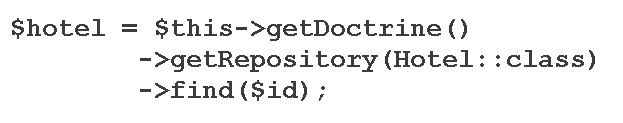 $hotel = $this->getDoctrine()
        ->getRepository(Hotel::class)
        ->find($id);